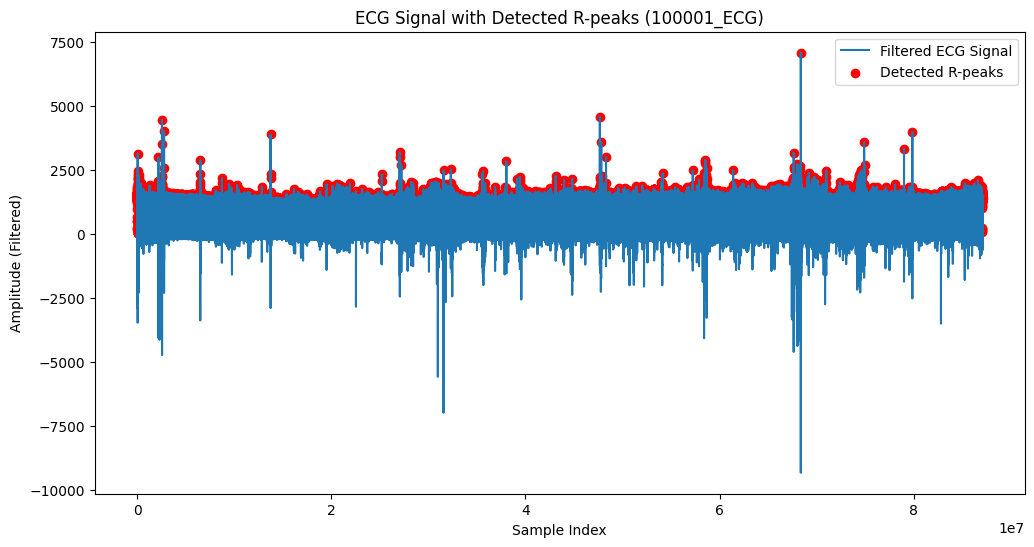 ECG Signal with Detected R-peaks (100001_ECG)
Filtered ECG Signal
Detected R-peaks
Amplitude (Filtered)
7500
5000
2500
0
−2500
−5000
−7500
−10000
0 2 4 6 8
1e7
Sample Index